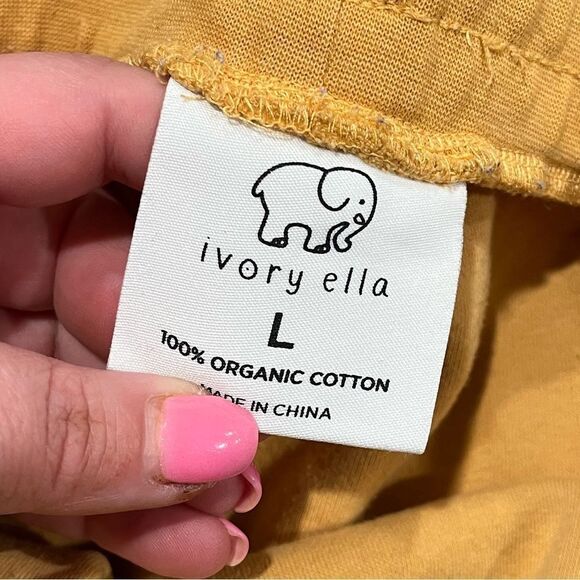 ivory ella
L
100% ORGANIC COTTON
MADE IN CHINA